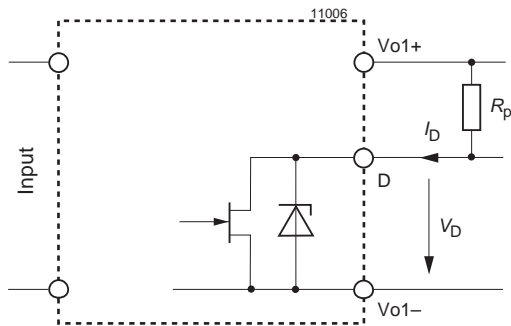 11006
Vo1+
Rp
ID
Input
D
VD
Vo1–